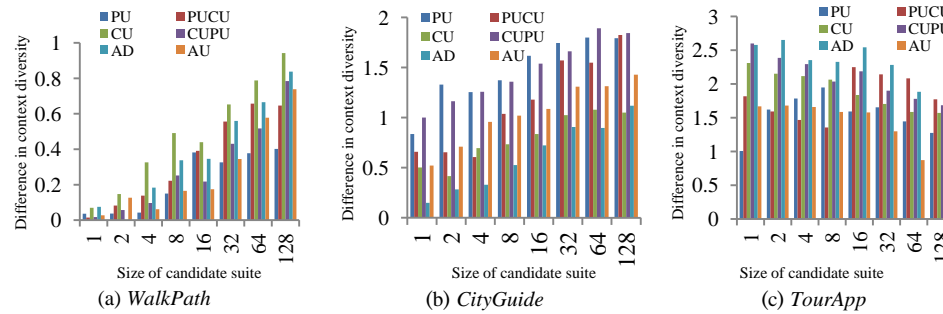 Difference in context diversity
1
0.8
0.6
0.4
0.2
0
PU PUCU
CU CUPU
AD AU
1 2 4 8 16 32 64 128
Size of candidate suite
(a) WalkPath
Difference in context diversity
2
1.5
1
0.5
0
PU PUCU
CU CUPU
AD AU
1 2 4 8 16 32 64 128
Size of candidate suite
(b) CityGuide
Difference in context diversity
3
2.5
2
1.5
1
0.5
0
PU PUCU
CU CUPU
AD AU
1 2 4 8 16 32 64 128
Size of candidate suite
(c) TourApp